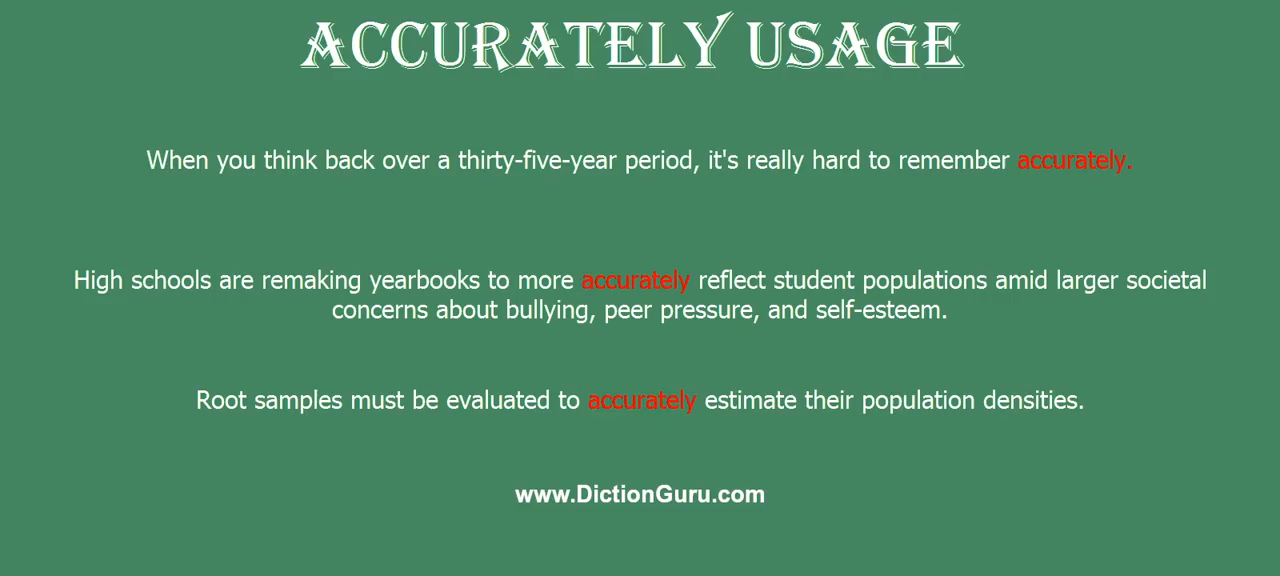 ACCURATELY USAGE
When you think back over a thirty-five-year period, it's really hard to remember accurately.
High schools are remaking yearbooks to more accurately reflect student populations amid larger societal
concerns about bullying, peer pressure, and self-esteem.
Root samples must be evaluated to accurately estimate their population densities.
www.DictionGuru.com